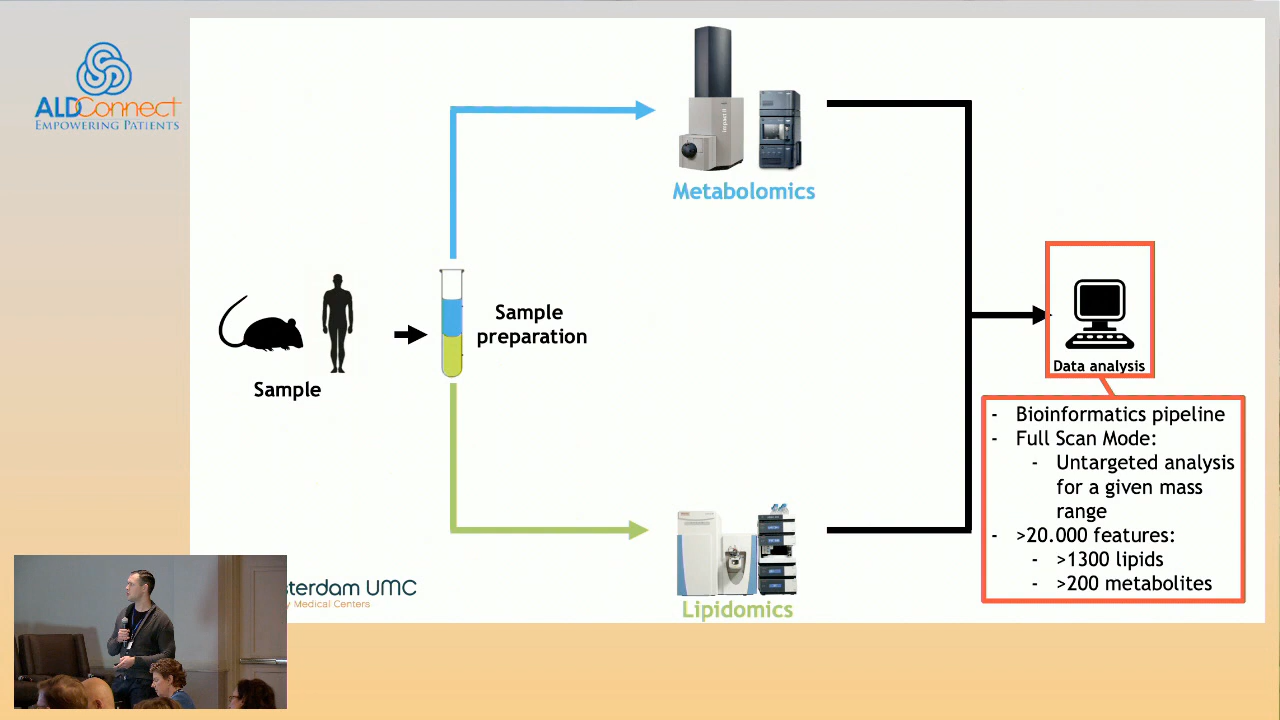 ALDConnect
EMPOWERING PATIENTS
Metabolomics
Sample
preparation
Sample
Data analysis
- Bioinformatics pipeline
- Full Scan Mode:
- Untargeted analysis
for a given mass
range
- >20.000 features:
- >1300 lipids
- >200 metabolites
sterdam UMC
y Medical Centers
Lipidomics